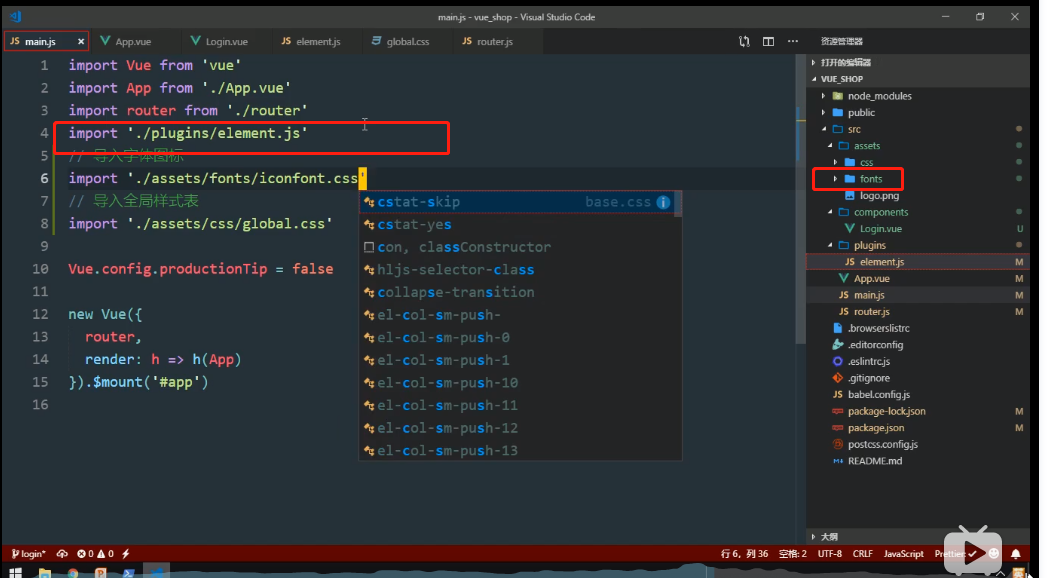 main.js - vue_shop - Visual Studio Code
JS main.js × App.vue Login.vue JS element.js global.css JS router.js
资源管理器
打开的编辑器
VUE_SHOP
node_modules
public
src
assets
css
fonts
logo.png
components
Login.vue U
plugins
JS element.js M
App.vue M
JS main.js M
JS router.js M
.browserslistrc
.editorconfig
.eslintrc.js
.gitignore
JS babel.config.js
package-lock.json M
package.json M
postcss.config.js
README.md
大纲
1 import Vue from 'vue'
2 import App from './App.vue'
3 import router from './router'
4 import './plugins/element.js'
5 // 导入字体图标
6 import './assets/fonts/iconfont.css'
7 // 导入全局样式表
8 import './assets/css/global.css'
9
10 Vue.config.productionTip = false
11
12 new Vue({
13 router,
14 render: h => h(App)
15 }).$mount('#app')
16
cstat-skip base.css
cstat-yes
con, classConstructor
hljs-selector-class
collapse-transition
el-col-sm-push-
el-col-sm-push-0
el-col-sm-push-1
el-col-sm-push-10
el-col-sm-push-11
el-col-sm-push-12
el-col-sm-push-13
login* 0 0 行 6，列 36 空格: 2 UTF-8 CRLF JavaScript Prettier: